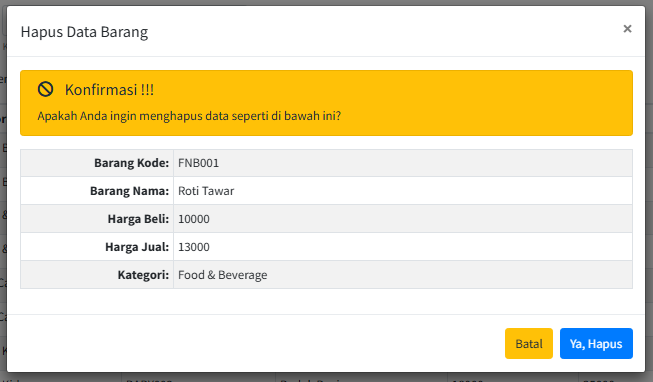 Hapus Data Barang
×
Konfirmasi !!!
Apakah Anda ingin menghapus data seperti di bawah ini?
Barang Kode: FNB001
Barang Nama: Roti Tawar
Harga Beli: 10000
Harga Jual: 13000
Kategori: Food & Beverage
Batal
Ya, Hapus